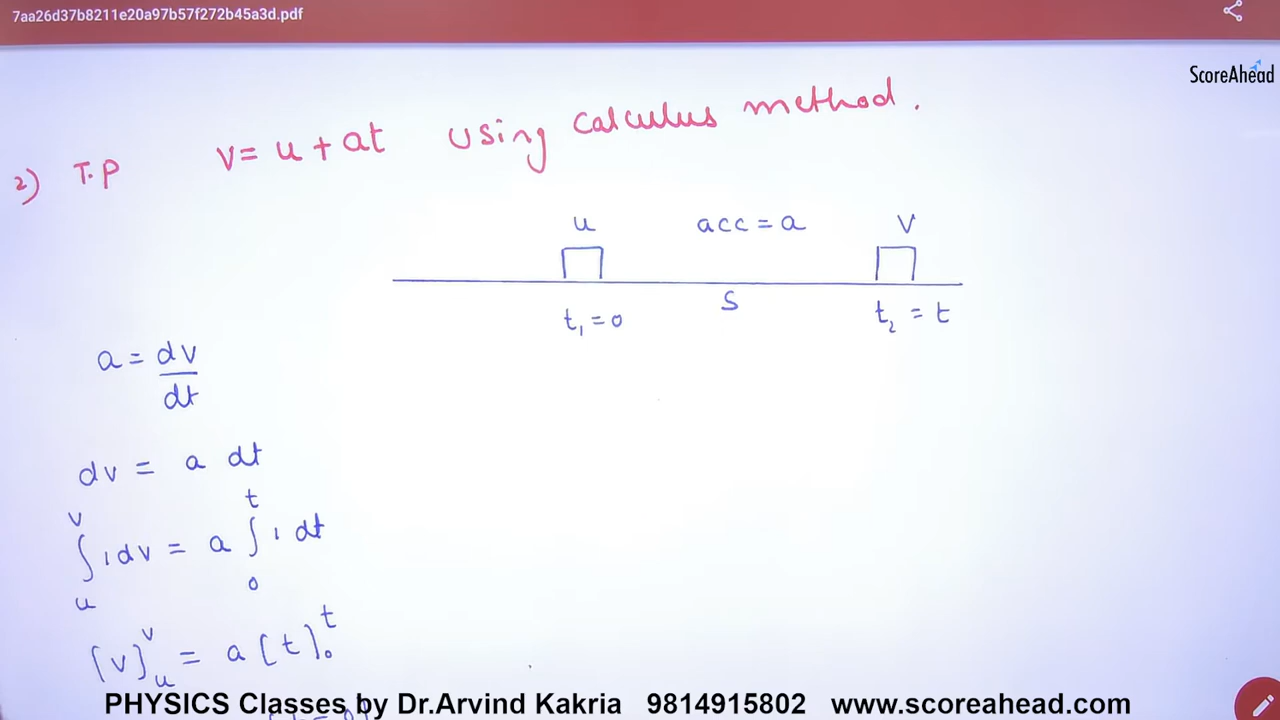 7aa26d37b8211e20a97b57f272b45a3d.pdf
ScoreAhead
2) T.P v = u + at using calculus method.
u acc = a v
t₁ = 0 S t₂ = t
a = dv/dt
dv = a dt
∫ᵤᵛ 1 dv = a ∫₀ᵗ 1 dt
[v]ᵤᵛ = a [t]₀ᵗ
PHYSICS Classes by Dr.Arvind Kakria 9814915802 www.scoreahead.com